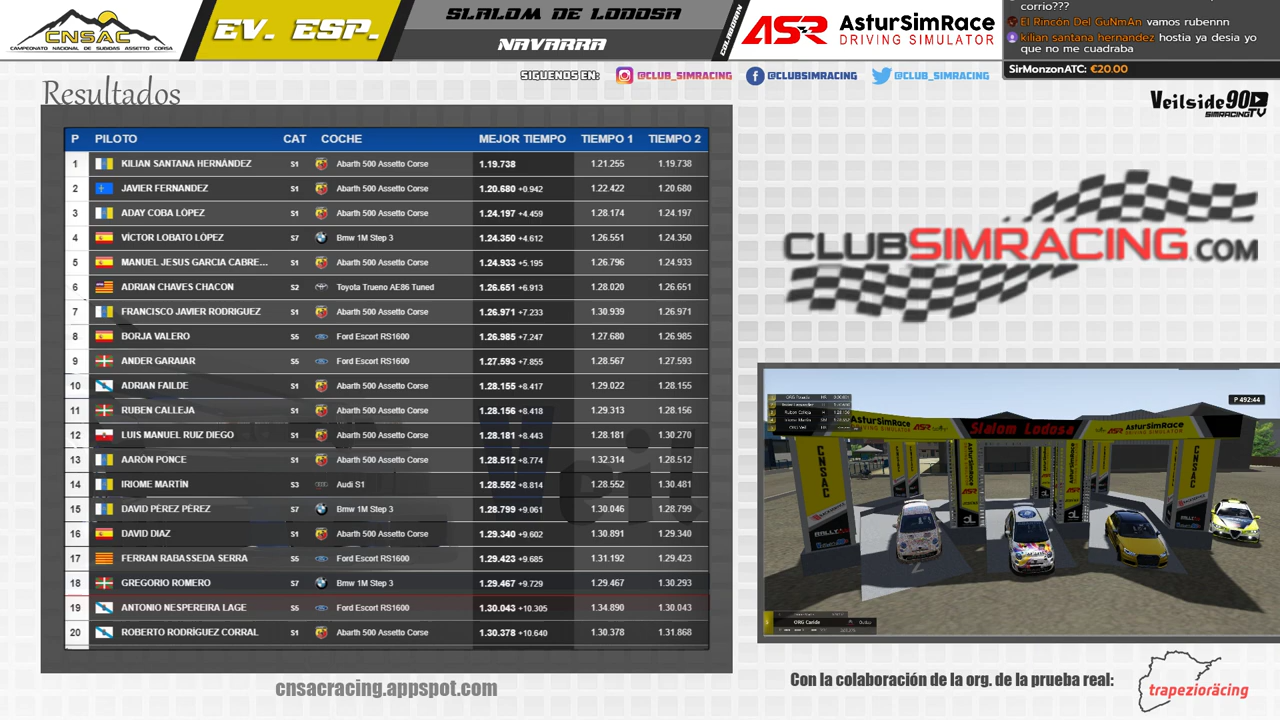 CNSAC
CAMPEONATO NACIONAL DE SUBIDAS ASSETTO CORSA
EV. ESP.
SLALOM DE LODOSA
NAVARRA
COLABORAN
ASR
AsturSimRace
DRIVING SIMULATOR
corrio???
El Rincón Del GuNmAn vamos rubennn
kilian santana hernandez hostia ya desia yo
que no me cuadraba
SirMonzonATC: €20.00
SIGUENOS EN:
@CLUB_SIMRACING
@CLUBSIMRACING
@CLUB_SIMRACING
Veilside90
SIMRACING TV
Resultados
P PILOTO CAT COCHE MEJOR TIEMPO TIEMPO 1 TIEMPO 2
1 KILIAN SANTANA HERNÁNDEZ S1 Abarth 500 Assetto Corse 1.19.738 1.21.255 1.19.738
2 JAVIER FERNANDEZ S1 Abarth 500 Assetto Corse 1.20.680 +0.942 1.22.422 1.20.680
3 ADAY COBA LÓPEZ S1 Abarth 500 Assetto Corse 1.24.197 +4.459 1.28.174 1.24.197
4 VÍCTOR LOBATO LÓPEZ S7 Bmw 1M Step 3 1.24.350 +4.612 1.26.551 1.24.350
5 MANUEL JESUS GARCIA CABRE... S1 Abarth 500 Assetto Corse 1.24.933 +5.195 1.26.796 1.24.933
6 ADRIAN CHAVES CHACON S2 Toyota Trueno AE86 Tuned 1.26.651 +6.913 1.28.020 1.26.651
7 FRANCISCO JAVIER RODRIGUEZ S1 Abarth 500 Assetto Corse 1.26.971 +7.233 1.30.939 1.26.971
8 BORJA VALERO S5 Ford Escort RS1600 1.26.985 +7.247 1.27.680 1.26.985
9 ANDER GARAIAR S5 Ford Escort RS1600 1.27.593 +7.855 1.28.567 1.27.593
10 ADRIAN FAILDE S1 Abarth 500 Assetto Corse 1.28.155 +8.417 1.29.022 1.28.155
11 RUBEN CALLEJA S1 Abarth 500 Assetto Corse 1.28.156 +8.418 1.29.313 1.28.156
12 LUIS S1 Abarth 500 Assetto Corse 1.28.181 +8.443 1.28.181 1.30.270
13 AARON PONCE S1 Abarth 500 Assetto Corse 1.28.512 +8.774 1.32.314 1.28.512
14 IRIOME MARTÍN S3 Audi S1 1.28.552 +8.814 1.28.552 1.30.481
15 DAVID PÉREZ PÉREZ S7 Bmw 1M Step 3 1.28.799 +9.061 1.30.046 1.28.799
16 DAVID DIAZ S1 Abarth 500 Assetto Corse 1.29.340 +9.602 1.30.891 1.29.340
17 FERRAN RABASSEDA SERRA S5 Ford Escort RS1600 1.29.423 +9.685 1.31.192 1.29.423
18 GREGORIO ROMERO S7 Bmw 1M Step 3 1.29.467 +9.729 1.29.467 1.30.293
19 ANTONIO NESPEREIRA LAGE S5 Ford Escort RS1600 1.30.043 +10.305 1.34.890 1.30.043
20 ROBERTO RODRÍGUEZ CORRAL S1 Abarth 500 Assetto Corse 1.30.378 +10.640 1.30.378 1.31.868
cnsacracing.appspot.com
CLUBSIMRACING.COM
P 492:44
AsturSimRace
Slalom Lodosa
AsturSimRace
CNSAC
CNSAC
ORG Caride
Con la colaboración de la org. de la prueba real:
trapezioräcing